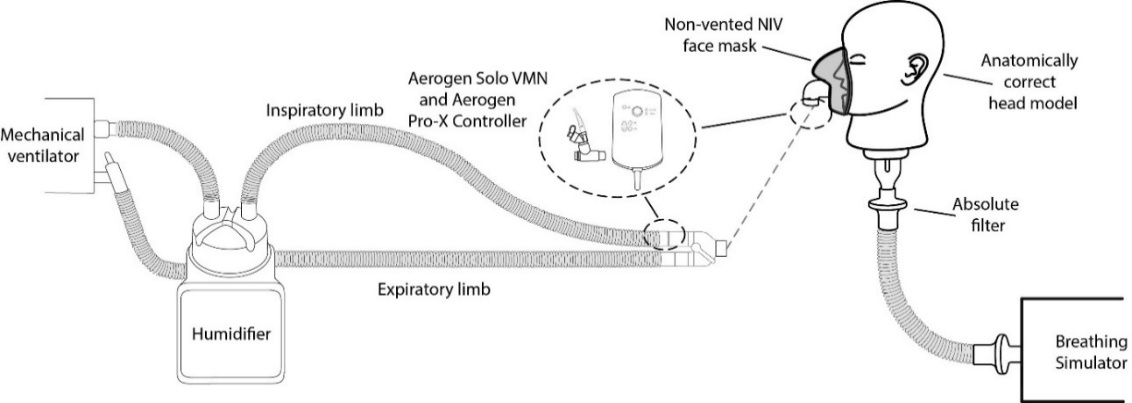 Non-vented NIV
face mask
Anatomically
correct
head model
Aerogen Solo VMN
and Aerogen
Pro-X Controller
Inspiratory limb
Mechanical
ventilator
Absolute
filter
Expiratory limb
Humidifier
Breathing
Simulator